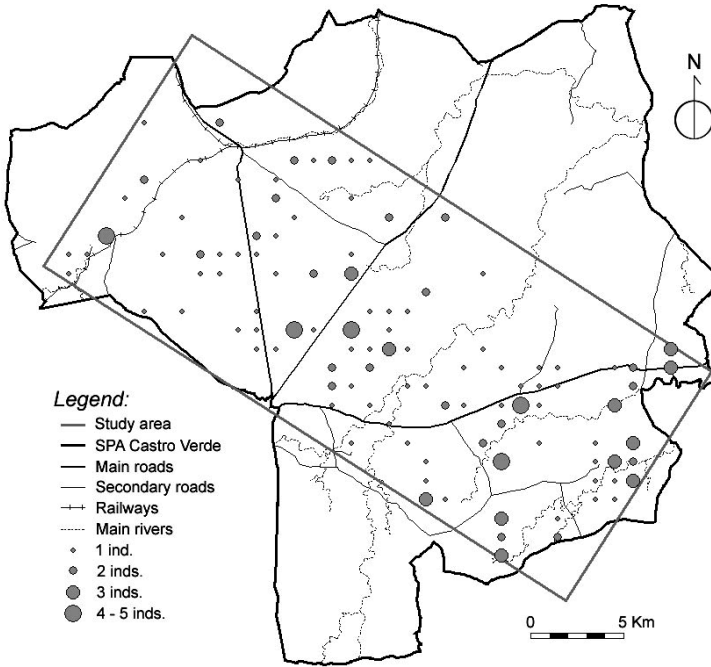 N
Legend:
Study area
SPA Castro Verde
Main roads
Secondary roads
Railways
Main rivers
1 ind.
2 inds.
3 inds.
4 - 5 inds.
0 5 Km